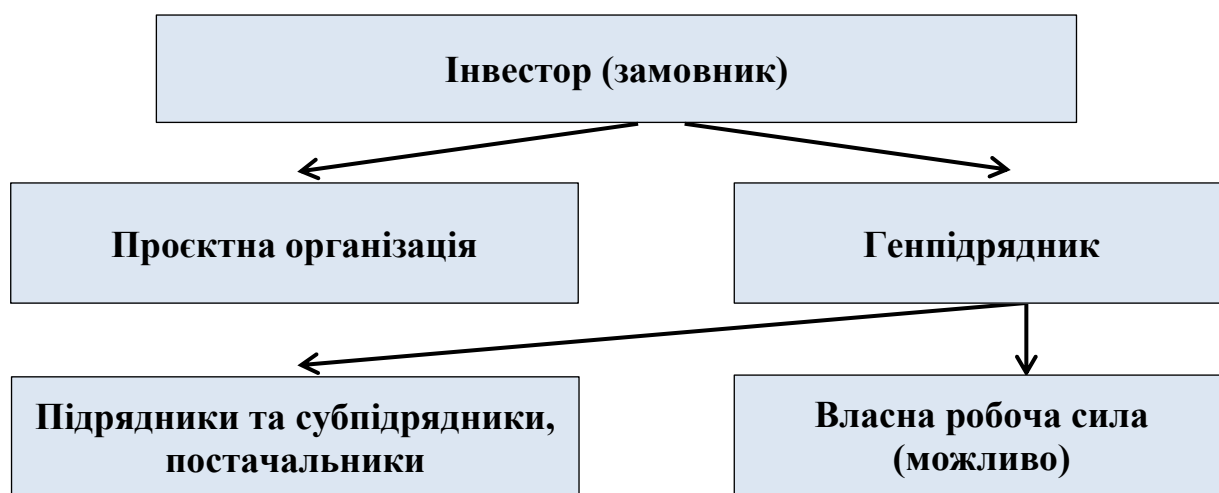 Інвестор (замовник)
Проєктна організація
Генпідрядник
Підрядники та субпідрядники,
постачальники
Власна робоча сила
(можливо)